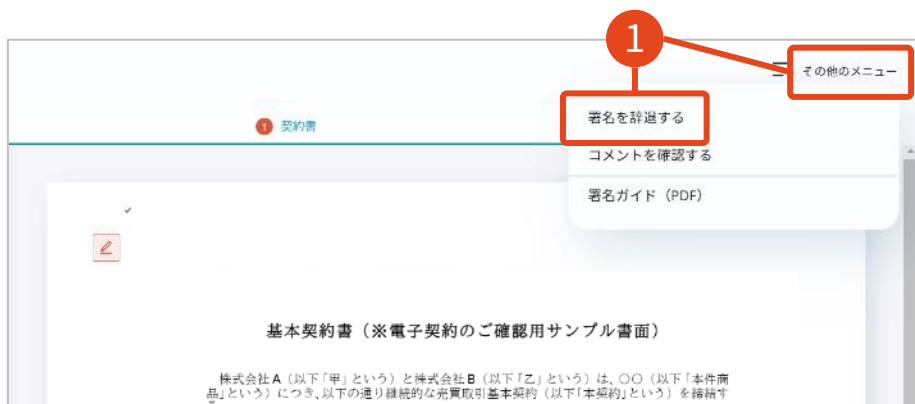 1
その他のメニュー
署名を辞退する
1 契約書
コメントを確認する
署名ガイド（PDF）
基本契約書（※電子契約のご確認用サンプル書面）
株式会社A（以下「甲」という）と株式会社B（以下「乙」という）は、〇〇（以下「本件商
品」という）につき、以下の通り継続的な売買取引基本契約（以下「本契約」という）を締結す